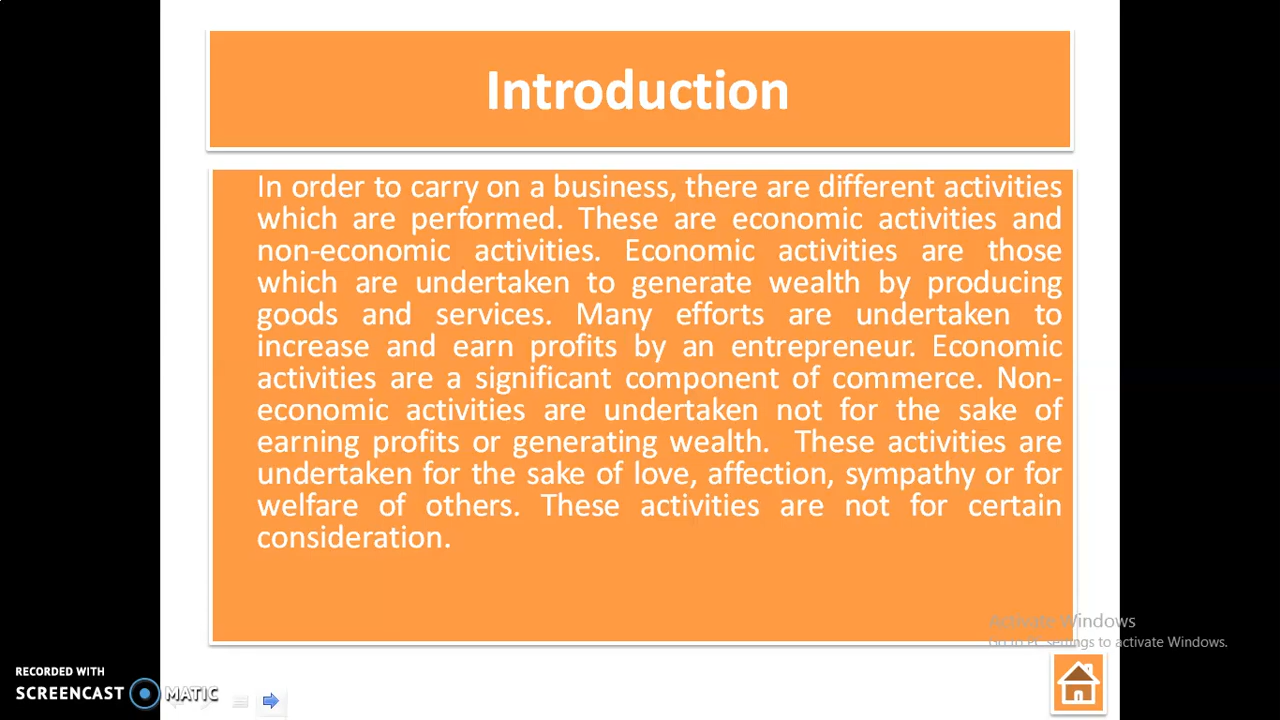 Introduction
In order to carry on a business, there are different activities
which are performed. These are economic activities and
non-economic activities. Economic activities are those
which are undertaken to generate wealth by producing
goods and services. Many efforts are undertaken to
increase and earn profits by an entrepreneur. Economic
activities are a significant component of commerce. Non-
economic activities are undertaken not for the sake of
earning profits or generating wealth. These activities are
undertaken for the sake of love, affection, sympathy or for
welfare of others. These activities are not for certain
consideration.
Activate Windows
Go to PC settings to activate Windows.
RECORDED WITH
SCREENCAST MATIC